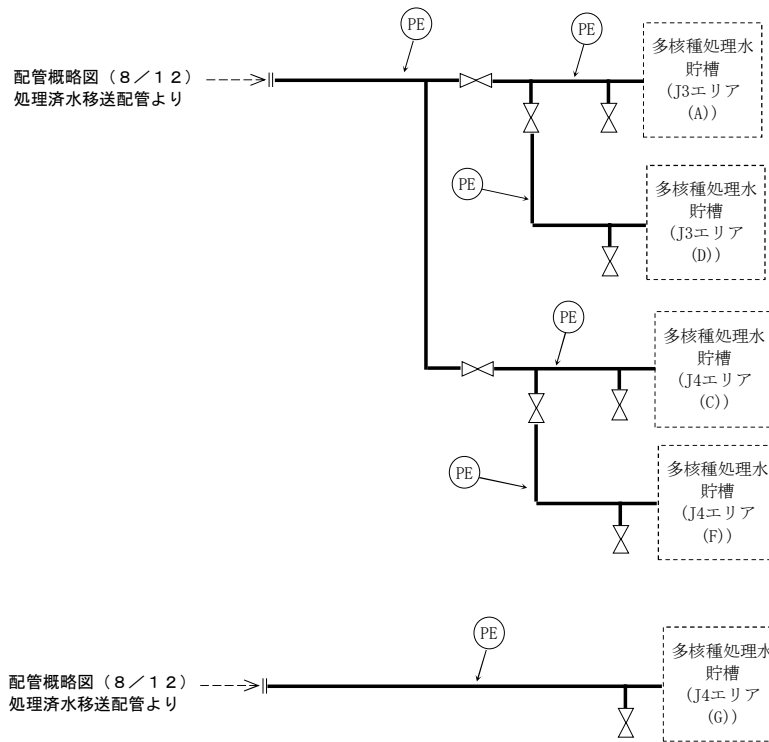 PE
PE
多核種処理水
貯槽
(J3エリア
(A))
配管概略図（８／１２）
処理済水移送配管より
PE
多核種処理水
貯槽
(J3エリア
(D))
PE
多核種処理水
貯槽
(J4エリア
(C))
PE
多核種処理水
貯槽
(J4エリア
(F))
PE
多核種処理水
貯槽
(J4エリア
(G))
配管概略図（８／１２）
処理済水移送配管より